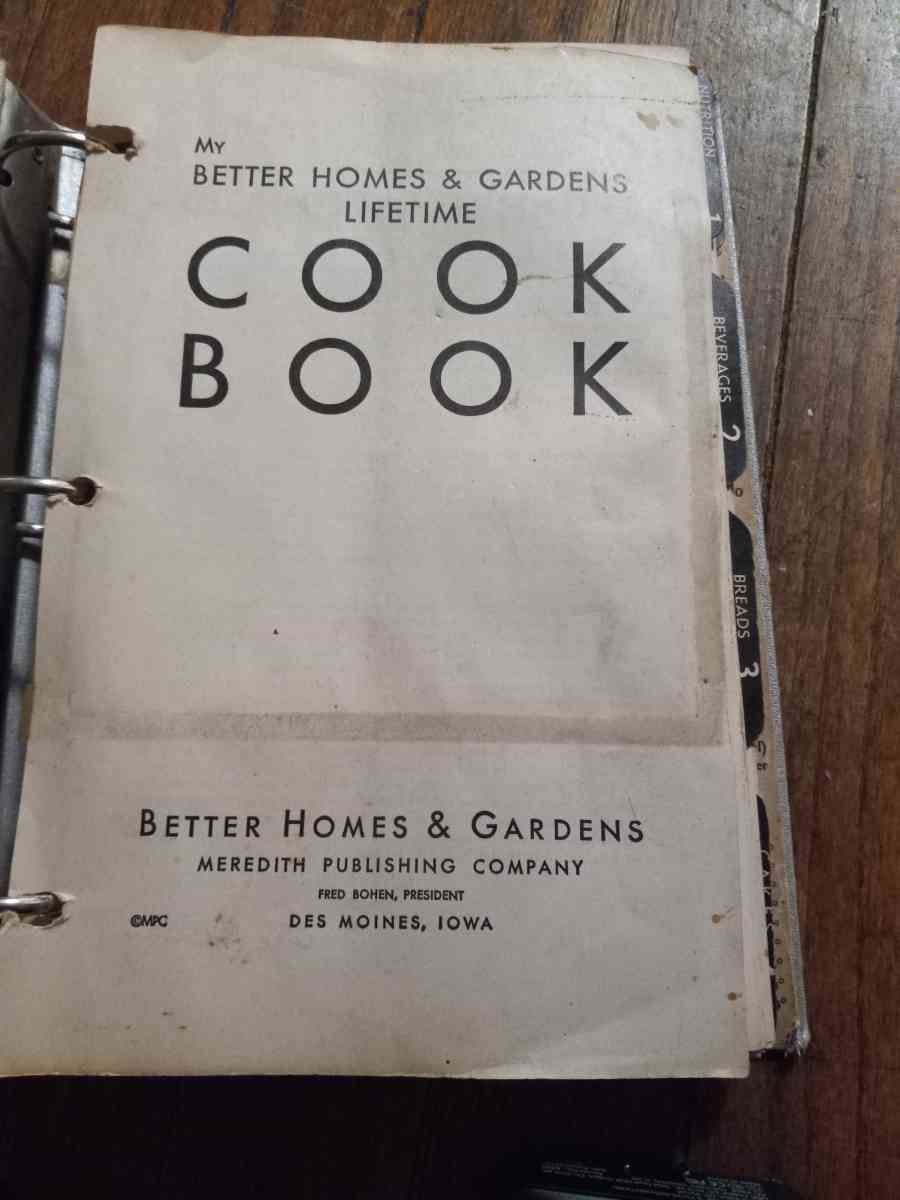 My
BETTER HOMES & GARDENS
LIFETIME
COOK
BOOK
BETTER HOMES & GARDENS
MEREDITH PUBLISHING COMPANY
FRED BOHEN, PRESIDENT
©MPC
DES MOINES, IOWA
NUTRITION
1
BEVERAGES
2
BREADS
3